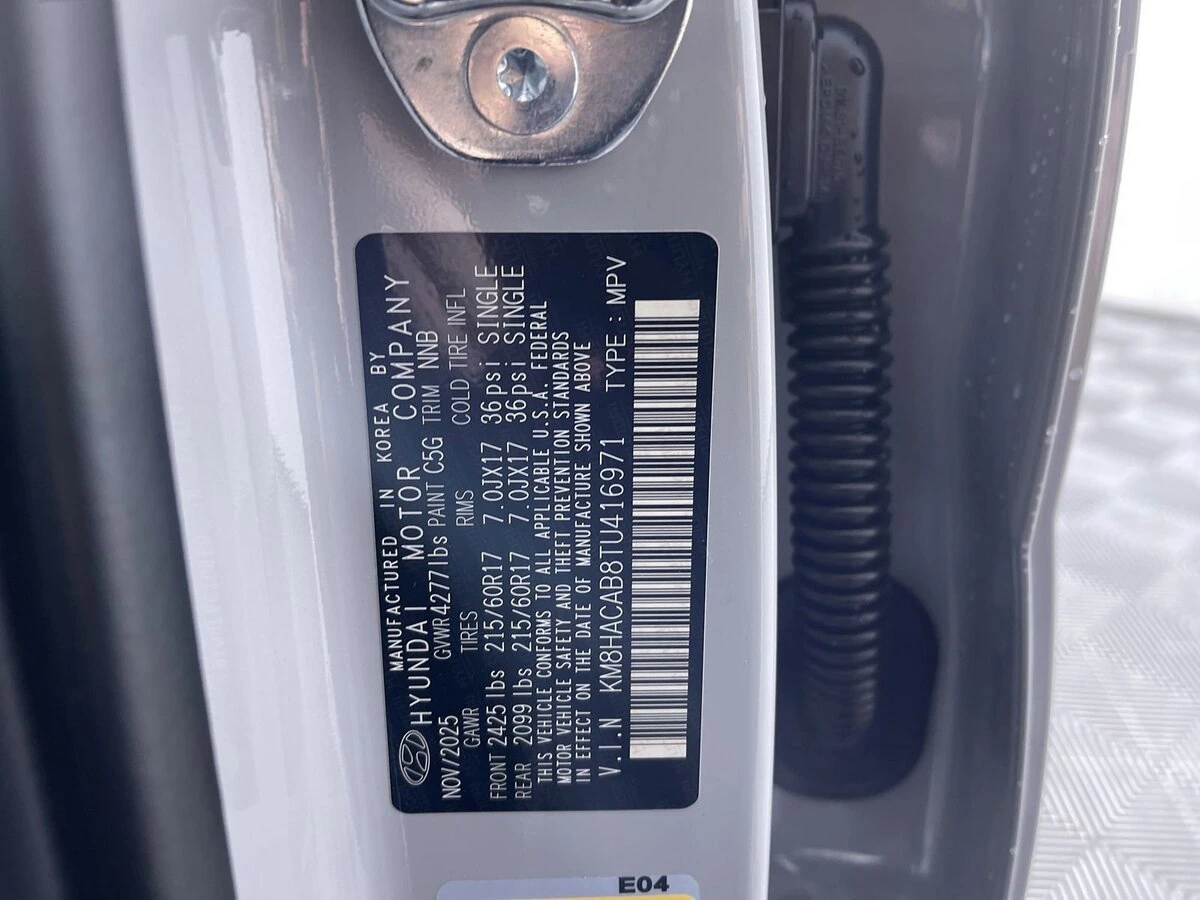 MANUFACTURED IN KOREA BY
HYUNDAI MOTOR COMPANY
NOV/2025 GVWR4277lbs PAINT C5G TRIM NNB
GAWR TIRES RIMS COLD TIRE INFL
FRONT 2425lbs 215/60R17 7.0JX17 36psi SINGLE
REAR 2099lbs 215/60R17 7.0JX17 36psi SINGLE
THIS VEHICLE CONFORMS TO ALL APPLICABLE U.S.A. FEDERAL
MOTOR VEHICLE SAFETY AND THEFT PREVENTION STANDARDS
IN EFFECT ON THE DATE OF MANUFACTURE SHOWN ABOVE
V.I.N KM8HACAB8TU416971 TYPE : MPV
E04